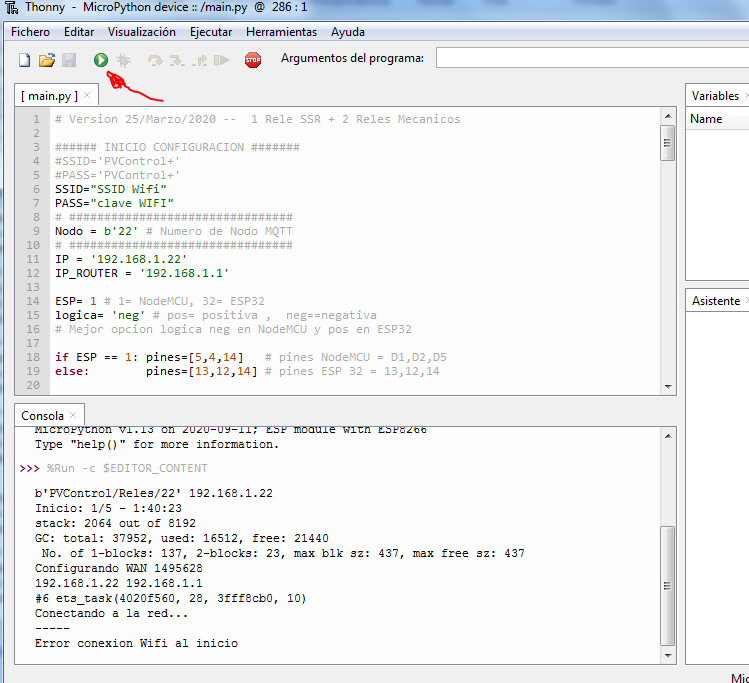 Thonny - MicroPython device :: /main.py @ 286 : 1
Fichero Editar Visualización Ejecutar Herramientas Ayuda
STOP Argumentos del programa:
[ main.py ] ×
Variables ×
Name
1 # Version 25/Marzo/2020 -- 1 Rele SSR + 2 Reles Mecanicos
2
3 ###### INICIO CONFIGURACION #######
4 #SSID='PVControl+'
5 #PASS='PVControl+'
6 SSID="SSID Wifi"
7 PASS="clave WIFI"
8 # ################################
9 Nodo = b'22' # Numero de Nodo MQTT
10 # ################################
11 IP = '192.168.1.22'
12 IP_ROUTER = '192.168.1.1'
13
14 ESP= 1 # 1= NodeMCU, 32= ESP32
15 logica= 'neg' # pos= positiva , neg==negativa
16 # Mejor opcion logica neg en NodeMCU y pos en ESP32
17
18 if ESP == 1: pines=[5,4,14] # pines NodeMCU = D1,D2,D5
19 else: pines=[13,12,14] # pines ESP 32 = 13,12,14
20
Asistente ×
Consola ×
MicroPython v1.13 on 2020-09-11; ESP module with ESP8266
Type "help()" for more information.
>>> %Run -c $EDITOR_CONTENT
b'PVControl/Reles/22' 192.168.1.22
Inicio: 1/5 - 1:40:23
stack: 2064 out of 8192
GC: total: 37952, used: 16512, free: 21440
No. of 1-blocks: 137, 2-blocks: 23, max blk sz: 437, max free sz: 437
Configurando WAN 1495628
192.168.1.22 192.168.1.1
#6 ets_task(4020f560, 28, 3fff8cb0, 10)
Conectando a la red...
-----
Error conexion Wifi al inicio